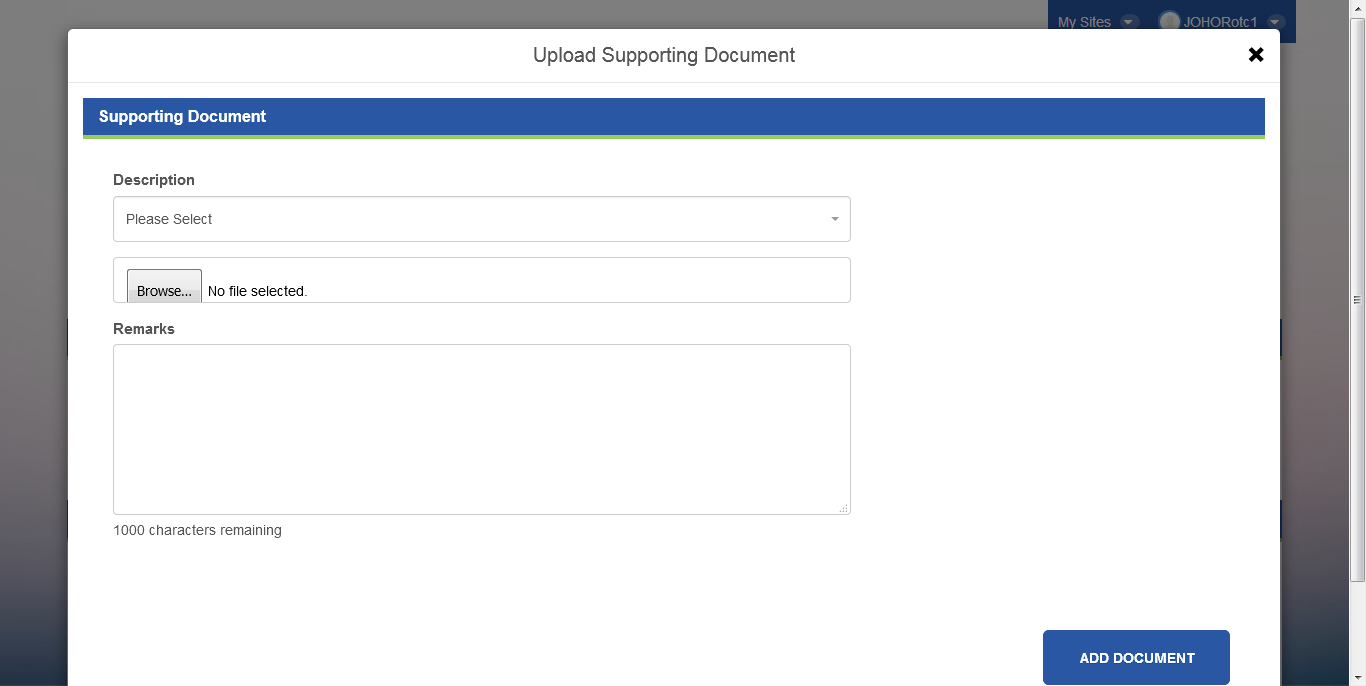 My Sites JOHORotc1
Upload Supporting Document
Supporting Document
Description
Please Select
Browse... No file selected.
Remarks
1000 characters remaining
ADD DOCUMENT